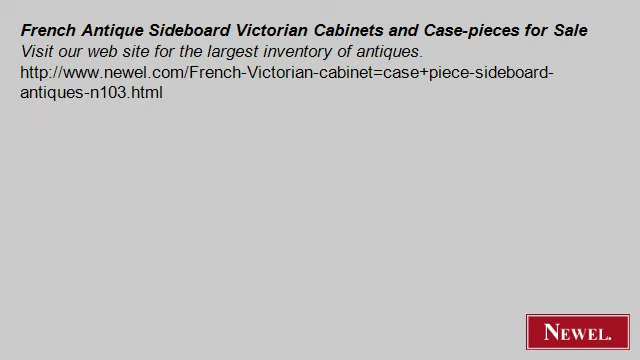 French Antique Sideboard Victorian Cabinets and Case-pieces for Sale
Visit our web site for the largest inventory of antiques.
http://www.newel.com/French-Victorian-cabinet=case+piece-sideboard-
antiques-n103.html
NEWEL.